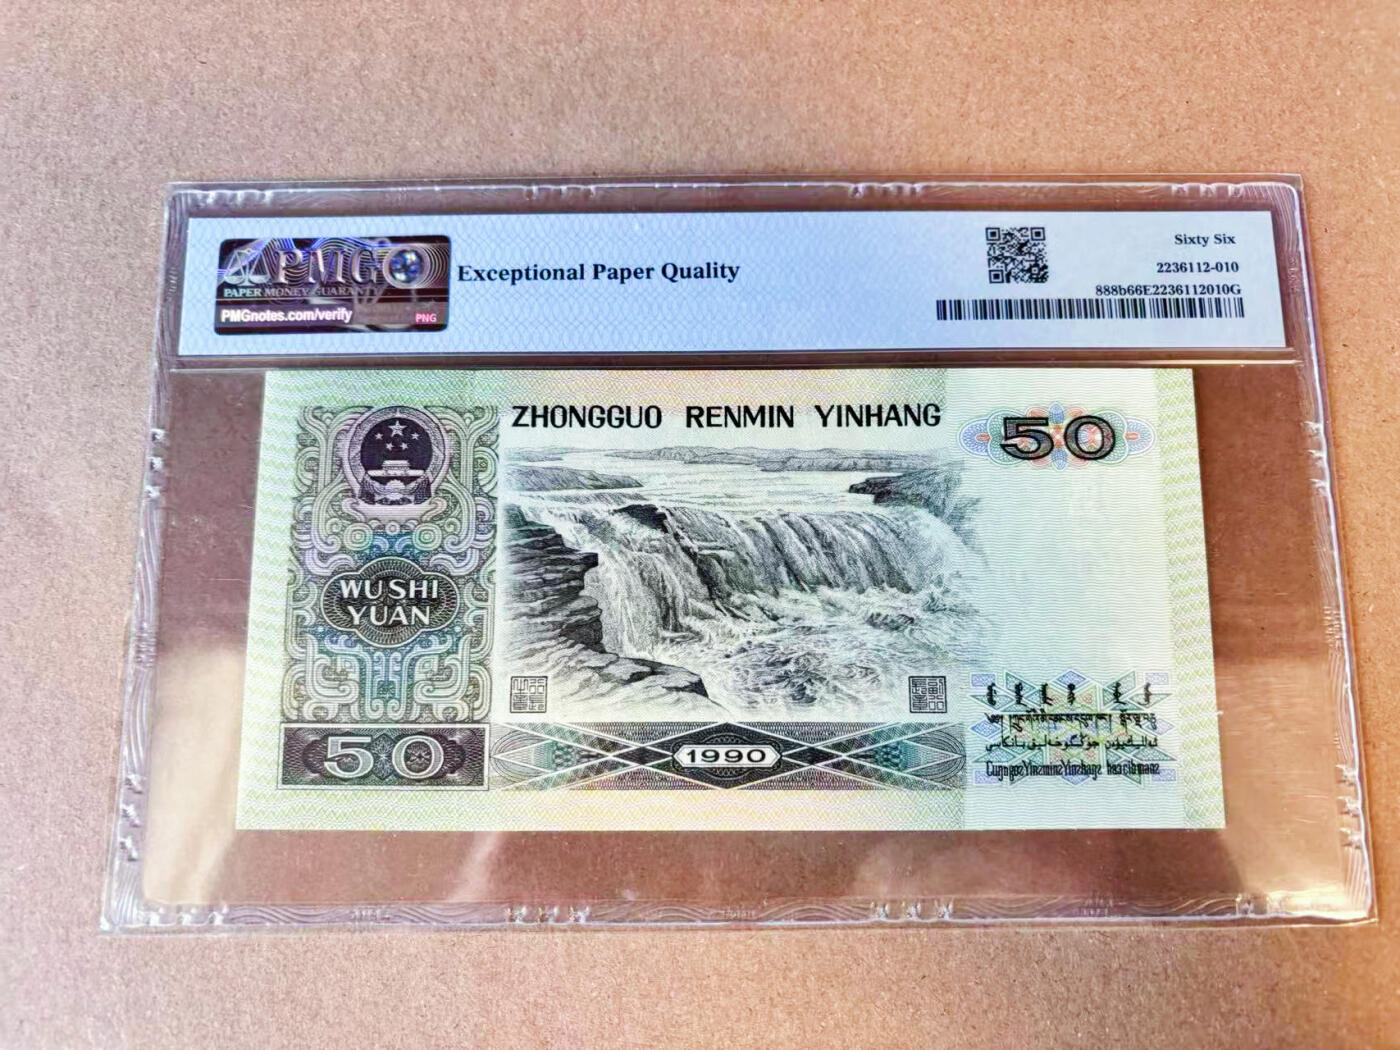 PMG
PAPER MONEY GUARANTY
PMGnotes.com/verify
PNG
Exceptional Paper Quality
Sixty Six
2236112-010
888b66E2236112010G
ZHONGGUO RENMIN YINHANG
50
WU SHI
YUAN
50
1990